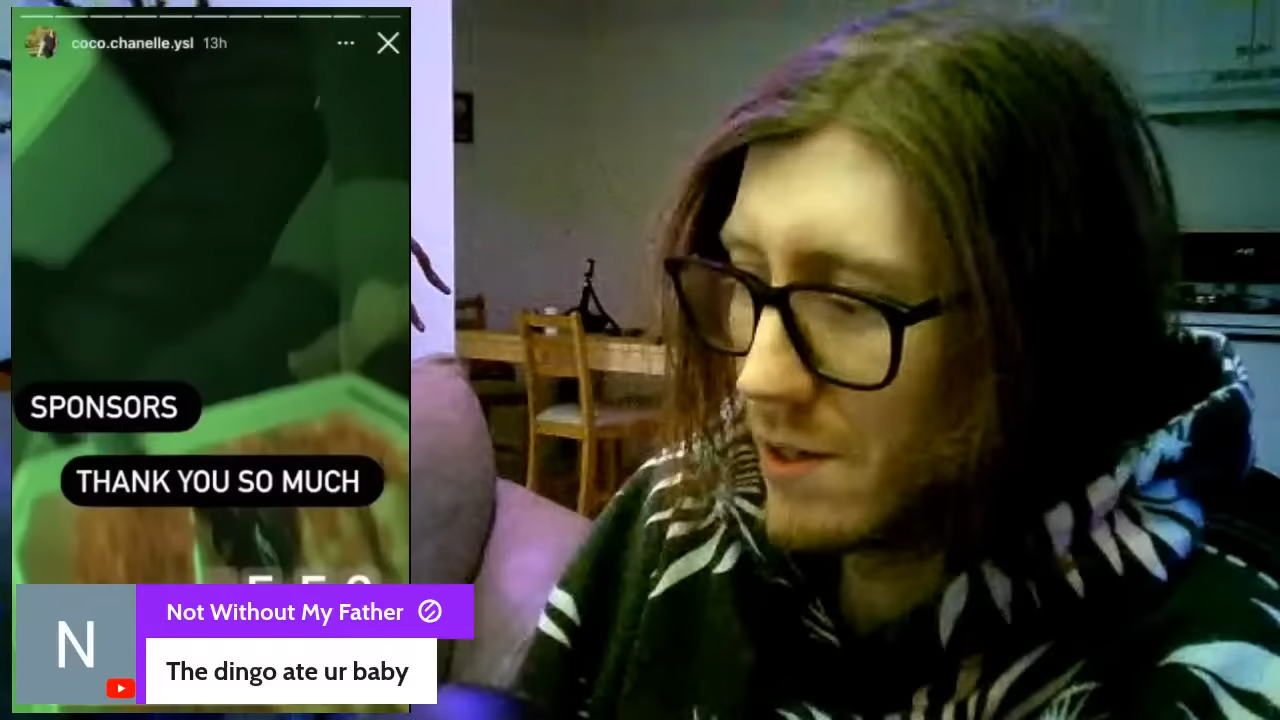 coco.chanelle.ysl 13h
SPONSORS
THANK YOU SO MUCH
N
Not Without My Father
The dingo ate ur baby